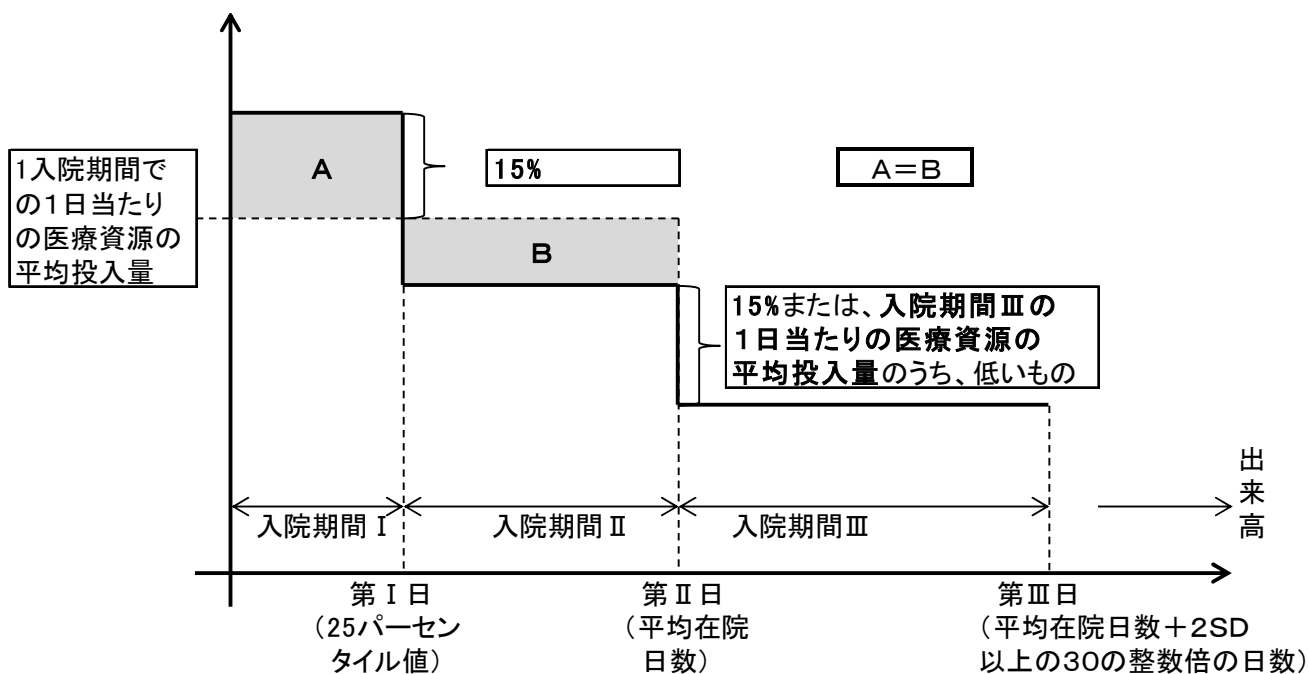 1入院期間で
の1日当たり
の医療資源の
平均投入量
A
15%
A=B
B
15%または、入院期間Ⅲの
1日当たりの医療資源の
平均投入量のうち、低いもの
入院期間Ⅰ
入院期間Ⅱ
入院期間Ⅲ
出
来
高
第Ⅰ日
(25パーセン
タイル値)
第Ⅱ日
(平均在院
日数)
第Ⅲ日
(平均在院日数+2SD
以上の30の整数倍の日数)